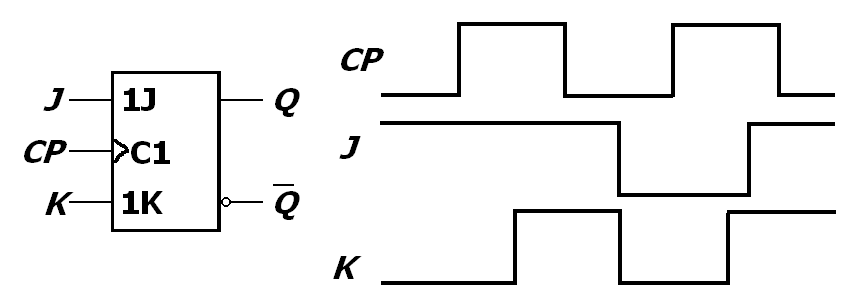 J 1J Q
CP C1
K 1K Q̅
CP
J
K